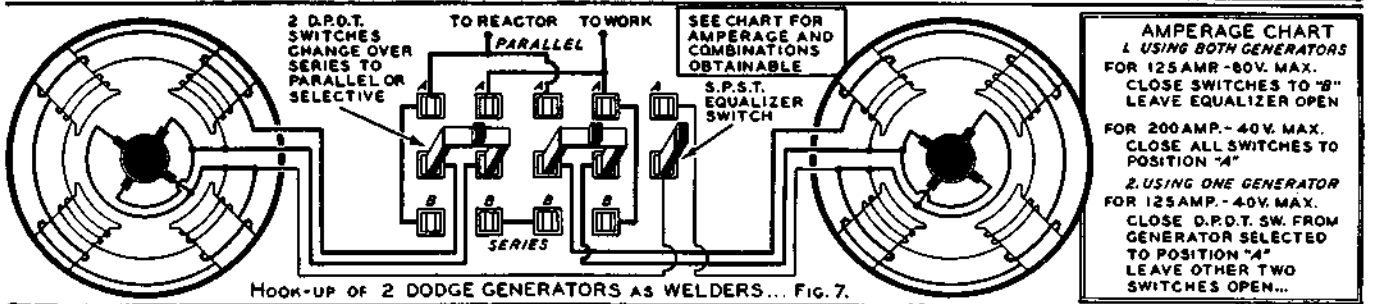 2 D.P.D.T.
SWITCHES
CHANGE OVER
SERIES TO
PARALLEL OR
SELECTIVE
TO REACTOR
TO WORK
PARALLEL
SEE CHART FOR
AMPERAGE AND
COMBINATIONS
OBTAINABLE
S.P.S.T.
EQUALIZER
SWITCH
A A A A A
B B B B
SERIES
HOOK-UP OF 2 DODGE GENERATORS AS WELDERS... FIG. 7.
AMPERAGE CHART
1. USING BOTH GENERATORS
FOR 125 AMP. -80V. MAX.
CLOSE SWITCHES TO "B"
LEAVE EQUALIZER OPEN
FOR 200 AMP.- 40V. MAX.
CLOSE ALL SWITCHES TO
POSITION "A"
2. USING ONE GENERATOR
FOR 125 AMP.- 40V. MAX.
CLOSE D.P.D.T. SW. FROM
GENERATOR SELECTED
TO POSITION "A"
LEAVE OTHER TWO
SWITCHES OPEN...